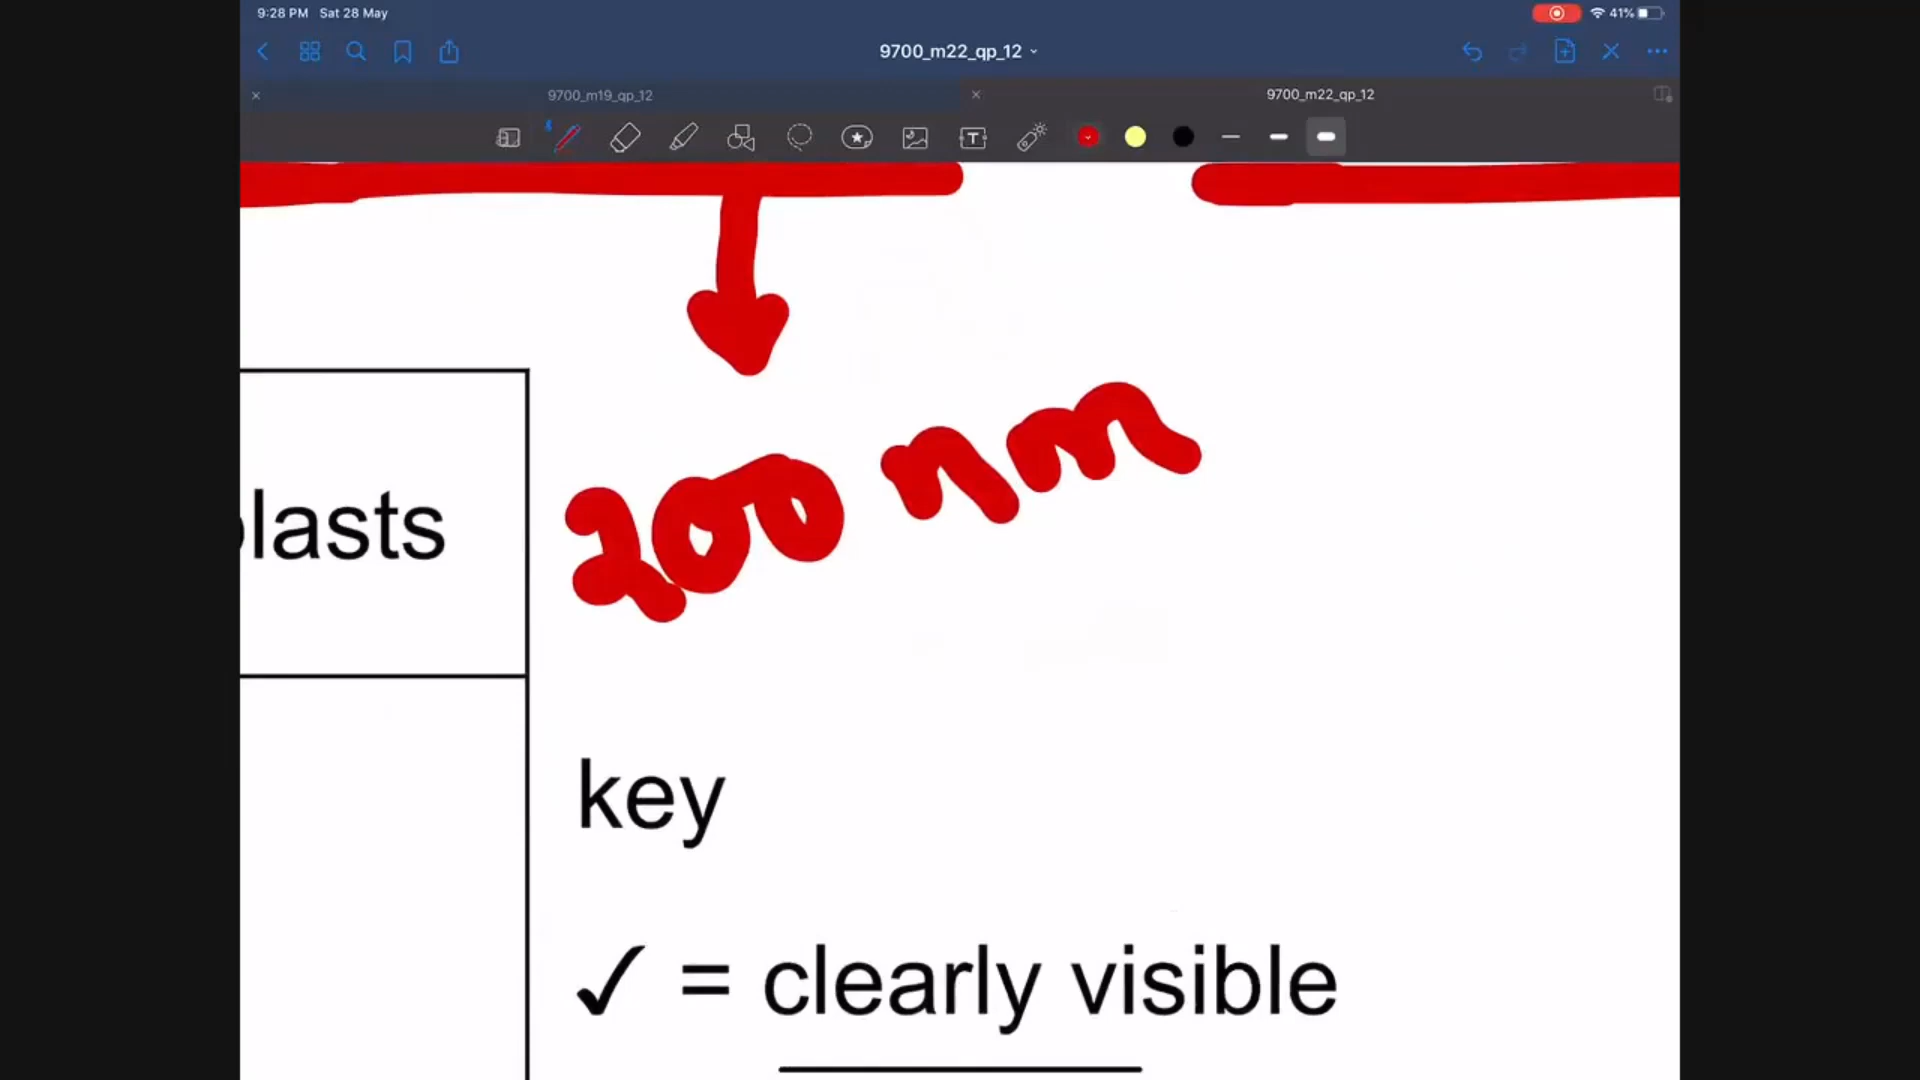 9:28 PM Sat 28 May
41%
9700_m22_qp_12
9700_m19_qp_12
9700_m22_qp_12
200 nm
lasts
key
✓ = clearly visible